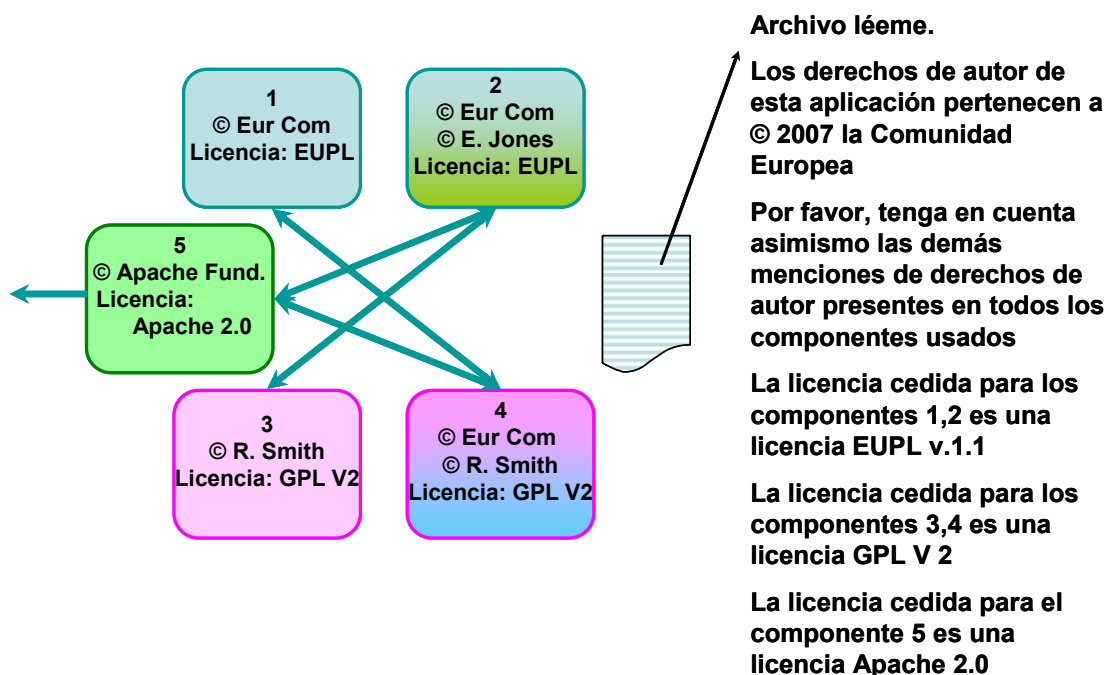 1
© Eur Com
Licencia: EUPL
2
© Eur Com
© E. Jones
Licencia: EUPL
5
© Apache Fund.
Licencia:
Apache 2.0
3
© R. Smith
Licencia: GPL V2
4
© Eur Com
© R. Smith
Licencia: GPL V2
Archivo léeme.
Los derechos de autor de
esta aplicación pertenecen a
© 2007 la Comunidad
Europea
Por favor, tenga en cuenta
asimismo las demás
menciones de derechos de
autor presentes en todos los
componentes usados
La licencia cedida para los
componentes 1,2 es una
licencia EUPL v.1.1
La licencia cedida para los
componentes 3,4 es una
licencia GPL V 2
La licencia cedida para el
componente 5 es una
licencia Apache 2.0